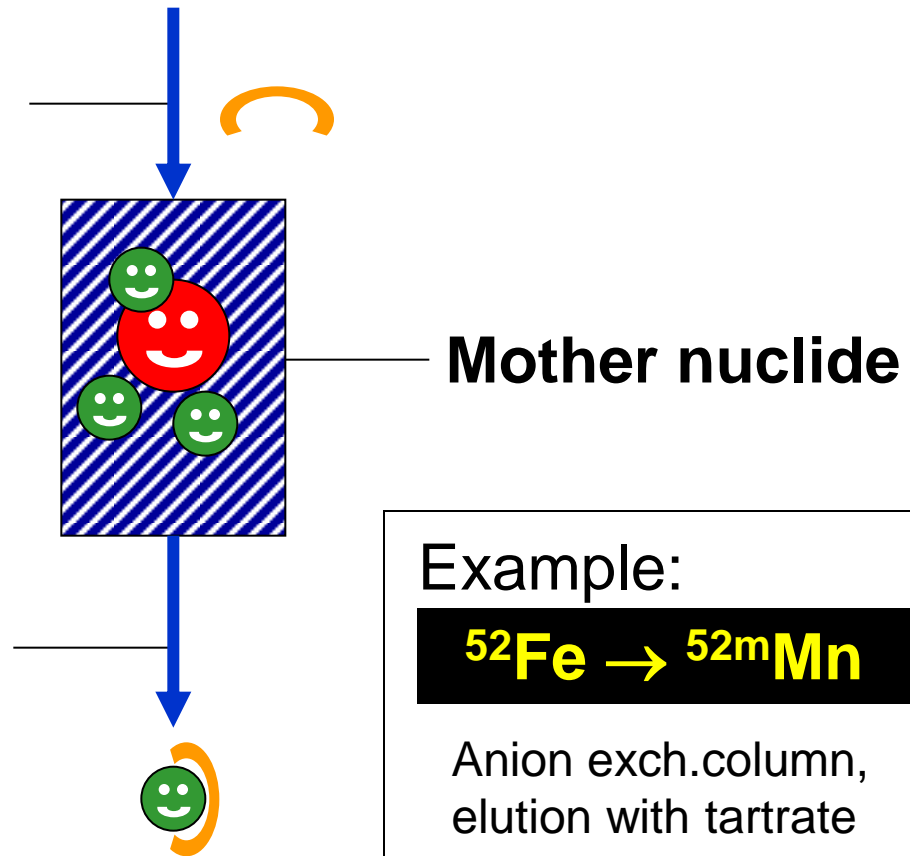 Mother nuclide
Example:
⁵²Fe → ⁵²ᵐMn
Anion exch.column,
elution with tartrate